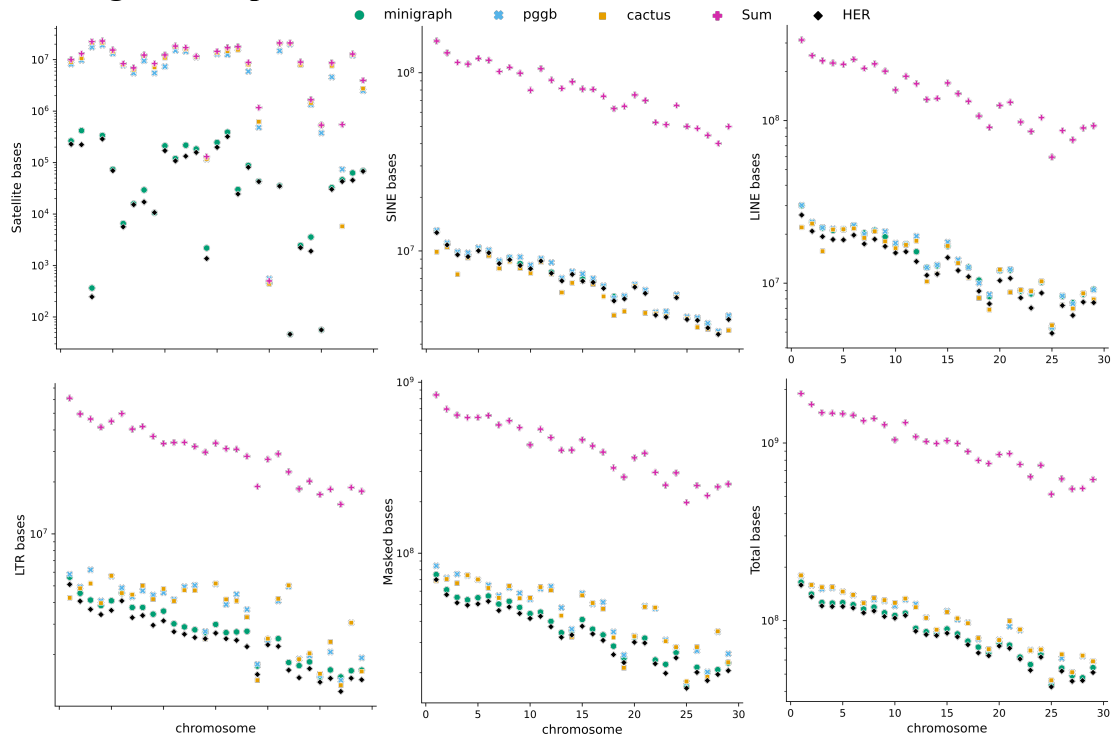 minigraph pggb cactus Sum HER
Satellite bases
10⁷
10⁶
10⁵
10⁴
10³
10²
SINE bases
10⁸
10⁷
LINE bases
10⁸
10⁷
0 5 10 15 20 25 30
LTR bases
10⁷
chromosome
Masked bases
10⁹
10⁸
0 5 10 15 20 25 30
chromosome
Total bases
10⁹
10⁸
0 5 10 15 20 25 30
chromosome